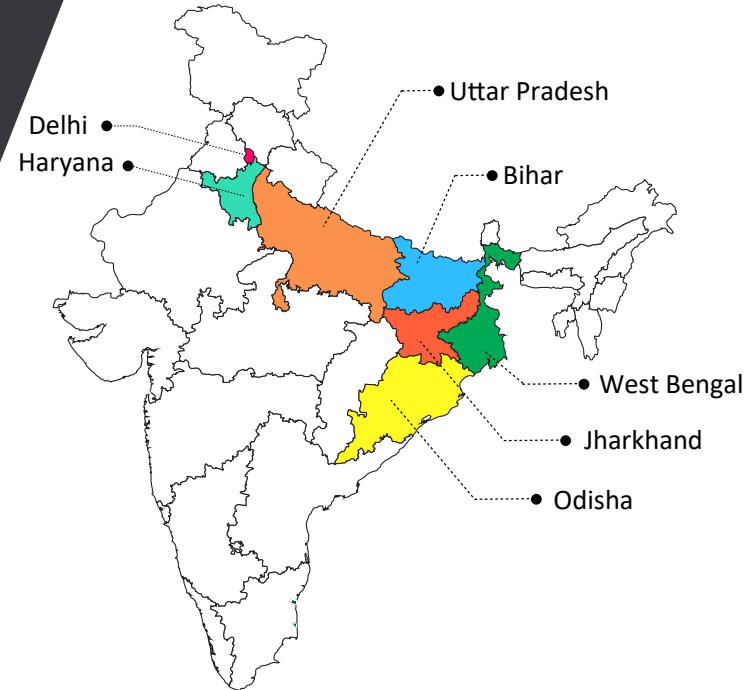 Uttar Pradesh
Delhi
Haryana
Bihar
West Bengal
Jharkhand
Odisha